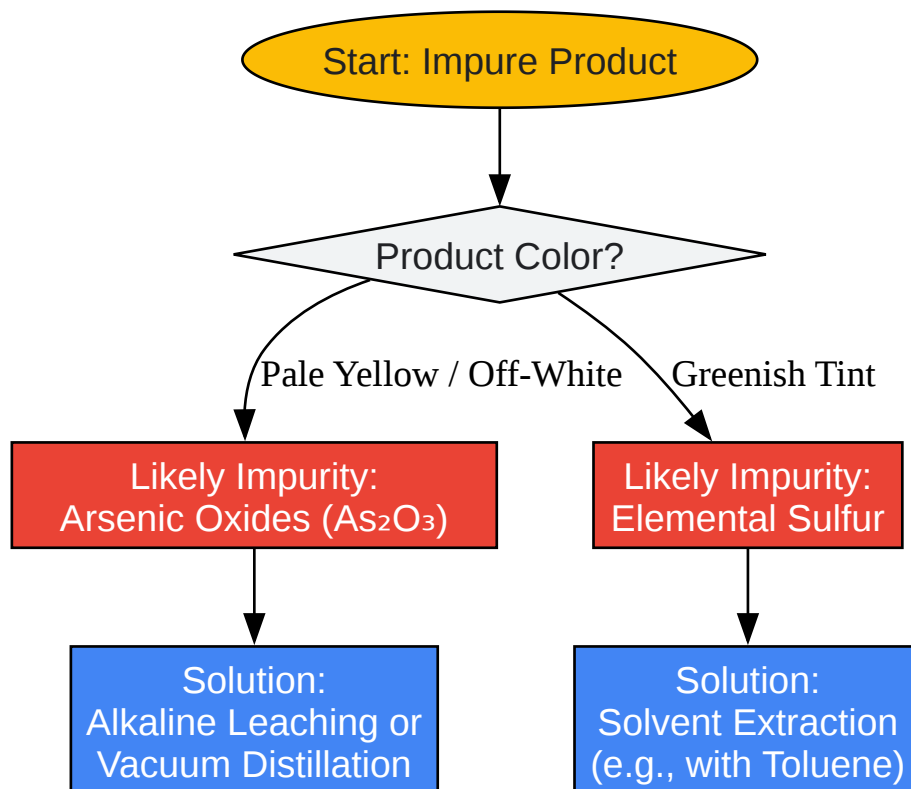 Start: Impure Product
Product Color?
Pale Yellow / Off-White
Greenish Tint
Likely Impurity:
Arsenic Oxides (As₂O₃)
Likely Impurity:
Elemental Sulfur
Solution:
Alkaline Leaching or
Vacuum Distillation
Solution:
Solvent Extraction
(e.g., with Toluene)